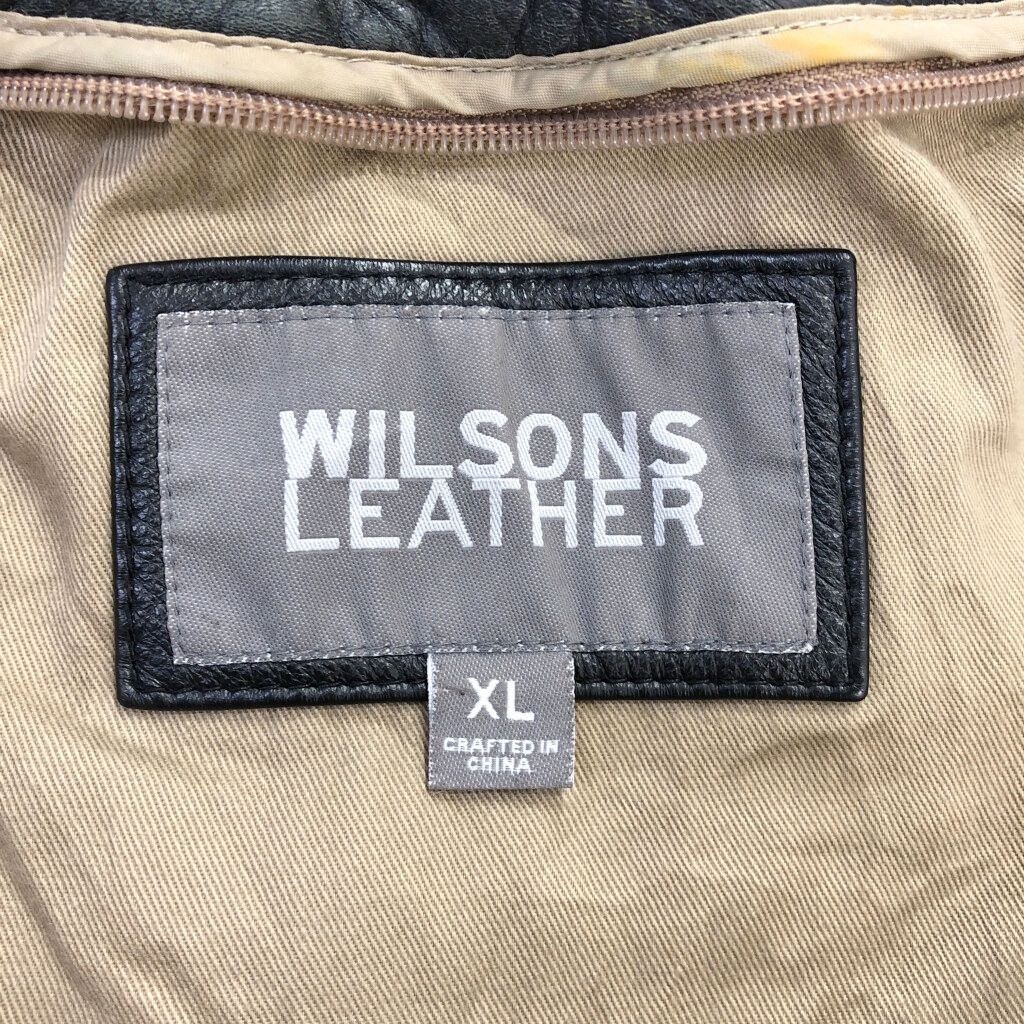 WILSONS
LEATHER
XL
CRAFTED IN
CHINA